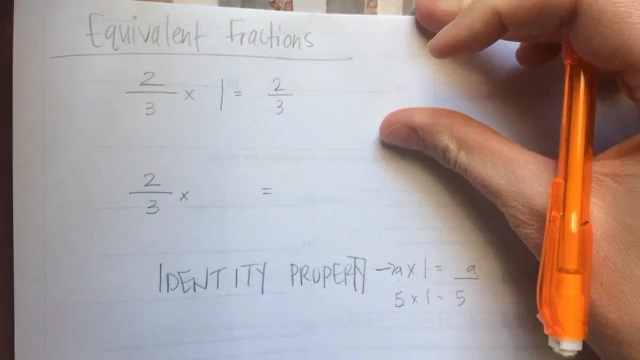 Equivalent Fractions
2/3 × 1 = 2/3
2/3 × =
IDENTITY PROPERTY → a × 1 = a
5 × 1 = 5